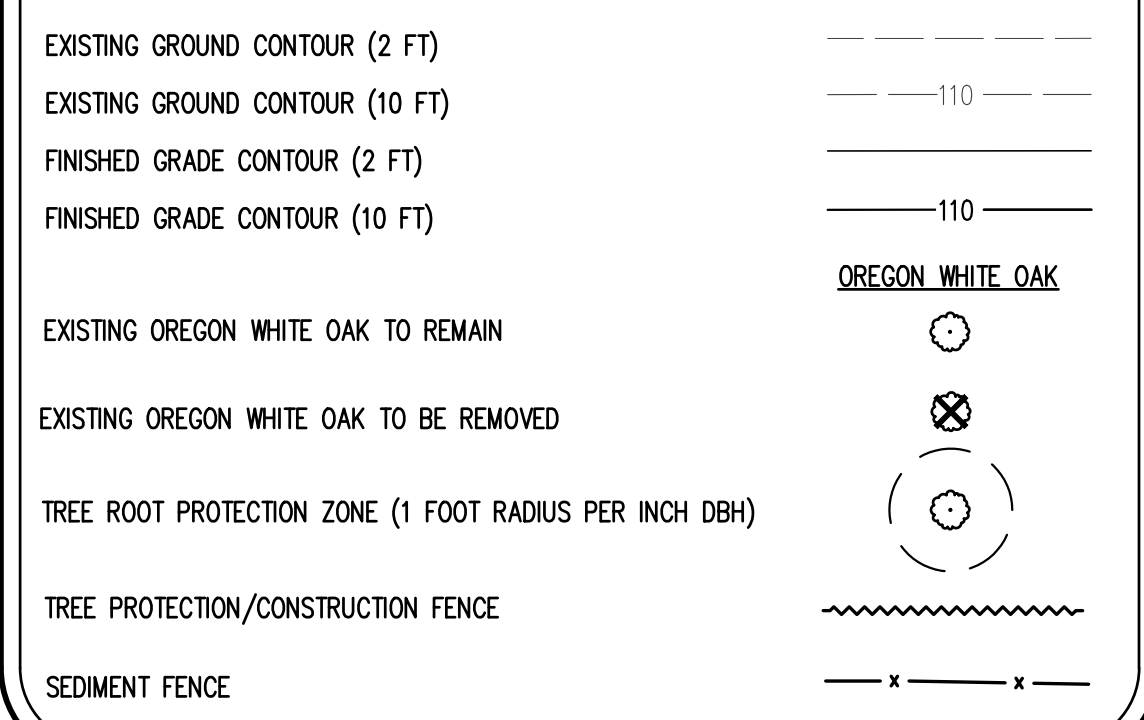 EXISTING GROUND CONTOUR (2 FT)
EXISTING GROUND CONTOUR (10 FT) 110
FINISHED GRADE CONTOUR (2 FT)
FINISHED GRADE CONTOUR (10 FT) 110
OREGON WHITE OAK
EXISTING OREGON WHITE OAK TO REMAIN
EXISTING OREGON WHITE OAK TO BE REMOVED
TREE ROOT PROTECTION ZONE (1 FOOT RADIUS PER INCH DBH)
TREE PROTECTION/CONSTRUCTION FENCE
SEDIMENT FENCE x x